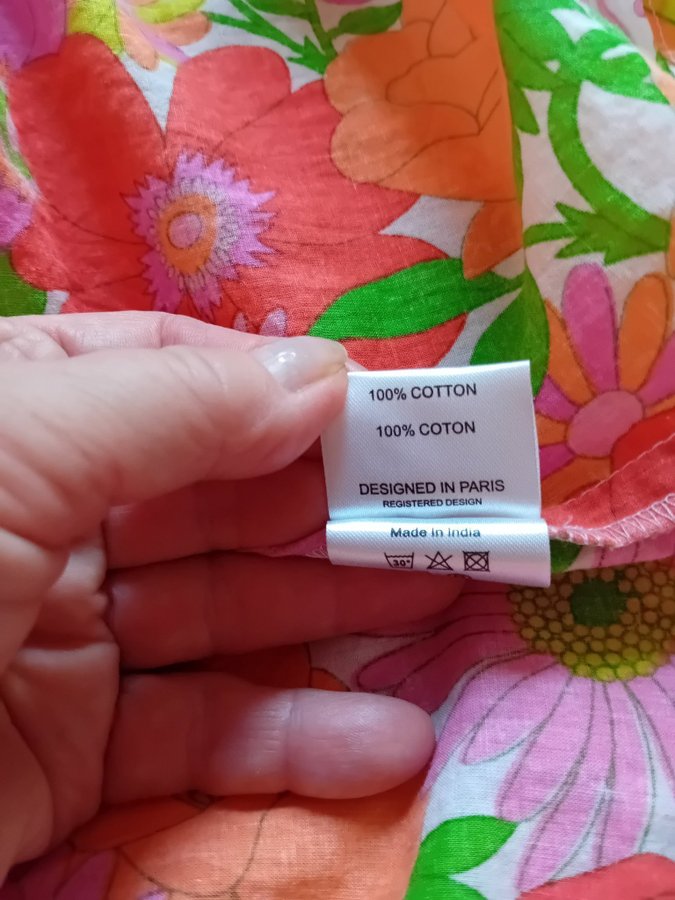 100% COTTON
100% COTON
DESIGNED IN PARIS
REGISTERED DESIGN
Made in India
30°